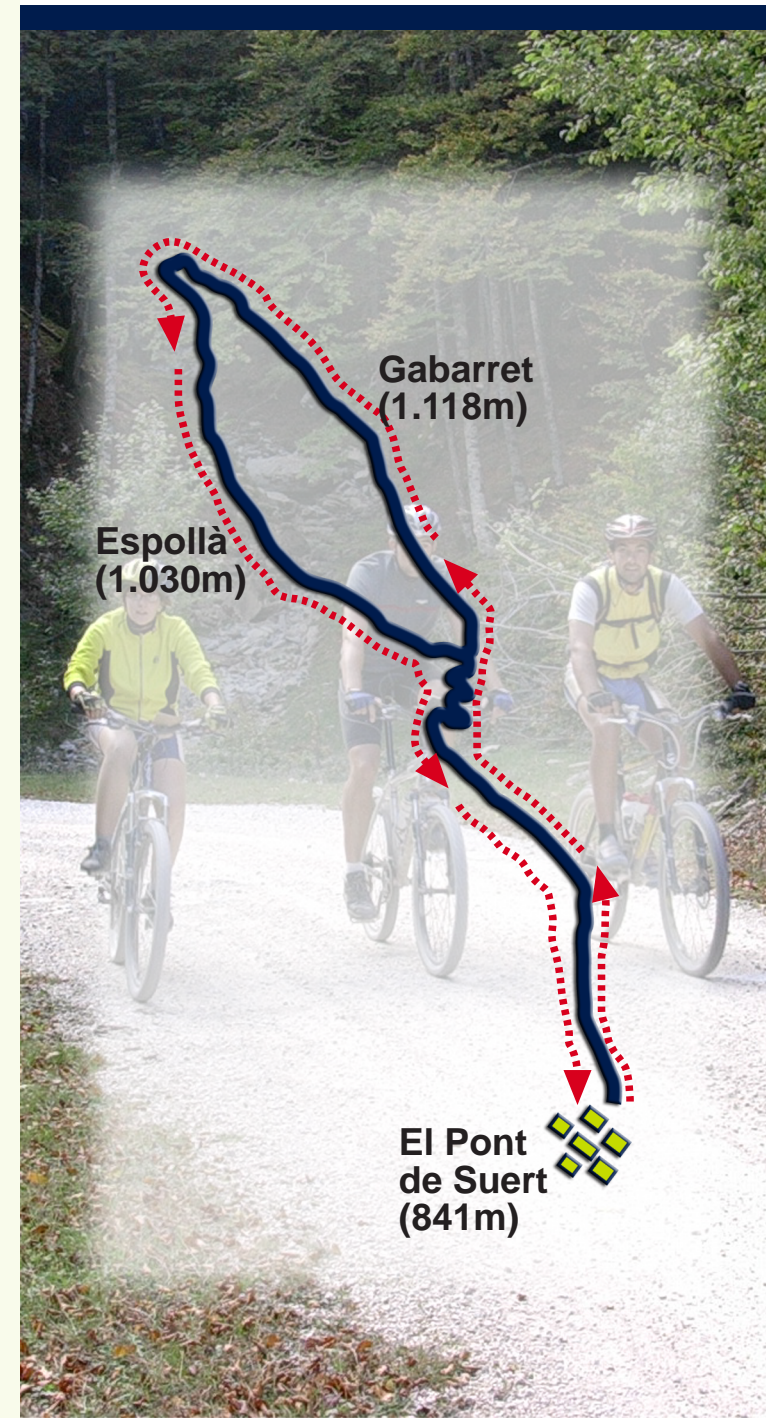 Gabarret
(1.118m)
Espollà
(1.030m)
El Pont
de Suert
(841m)